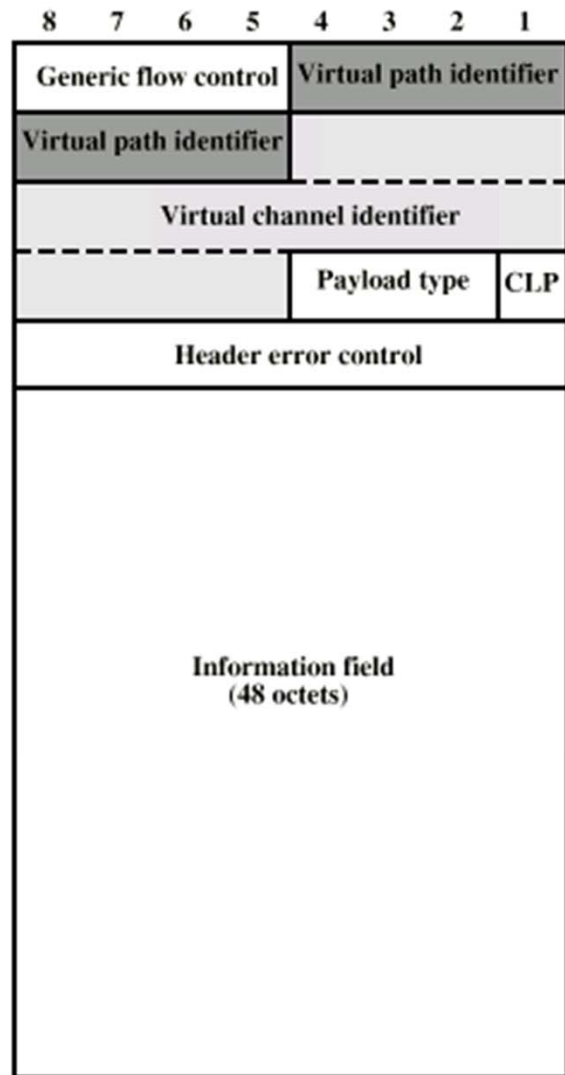 8 7 6 5 4 3 2 1
Generic flow control Virtual path identifier
Virtual path identifier
Virtual channel identifier
Payload type CLP
Header error control
Information field
(48 octets)